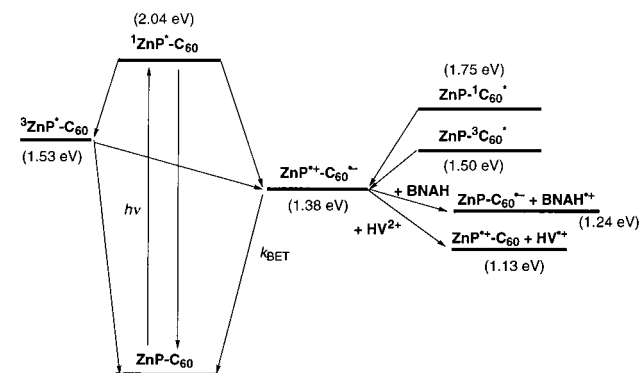 (2.04 eV)
¹ZnP*-C₆₀
(1.75 eV)
ZnP-¹C₆₀*
³ZnP*-C₆₀
ZnP-³C₆₀*
(1.53 eV)
(1.50 eV)
ZnP•⁺-C₆₀•⁻
+ BNAH
(1.38 eV)
ZnP-C₆₀•⁻ + BNAH•⁺
hν
(1.24 eV)
+ HV²⁺
ZnP•⁺-C₆₀ + HV•⁺
k_BET
(1.13 eV)
ZnP-C₆₀